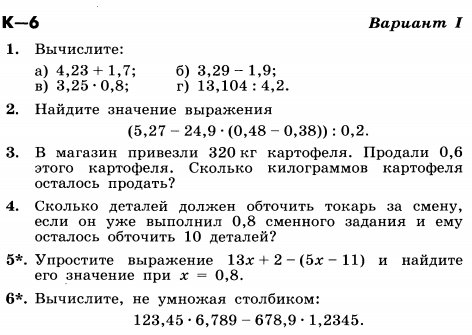 К—6 Вариант I
1. Вычислите:
а) 4,23 + 1,7; б) 3,29 – 1,9;
в) 3,25 · 0,8; г) 13,104 : 4,2.
2. Найдите значение выражения
(5,27 – 24,9 · (0,48 – 0,38)) : 0,2.
3. В магазин привезли 320 кг картофеля. Продали 0,6
этого картофеля. Сколько килограммов картофеля
осталось продать?
4. Сколько деталей должен обточить токарь за смену,
если он уже выполнил 0,8 сменного задания и ему
осталось обточить 10 деталей?
5*. Упростите выражение 13x + 2 – (5x – 11) и найдите
его значение при x = 0,8.
6*. Вычислите, не умножая столбиком:
123,45 · 6,789 – 678,9 · 1,2345.